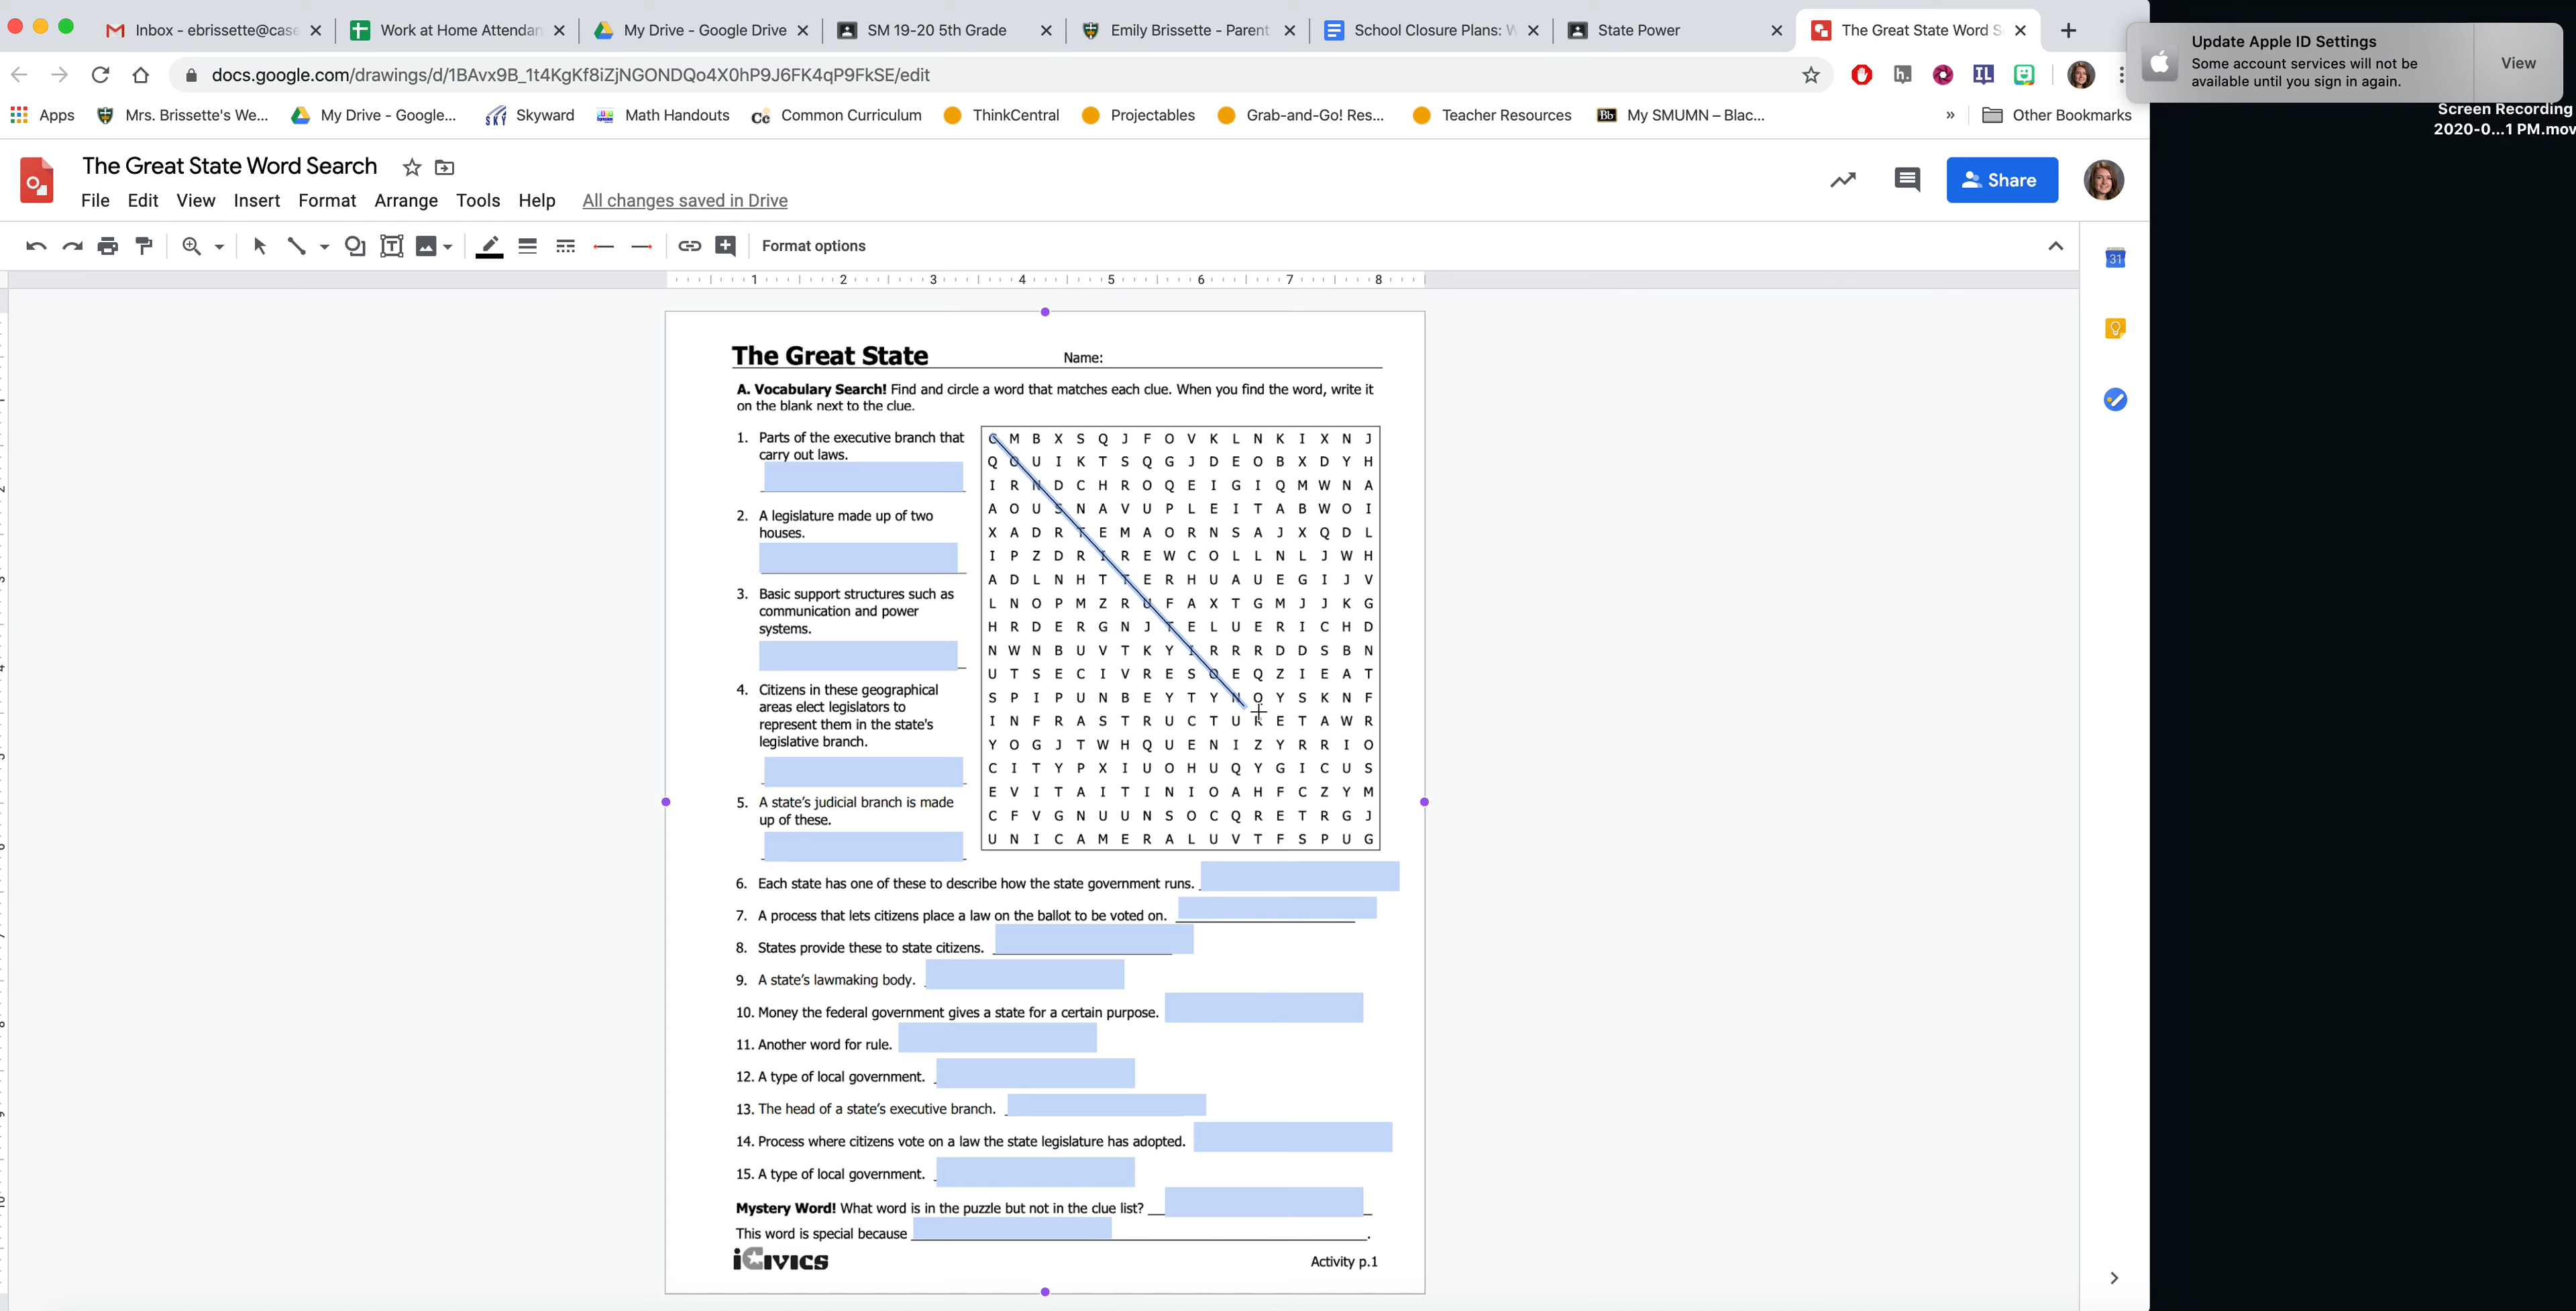 Inbox - ebrissette@case
Work at Home Attendan
My Drive - Google Drive
SM 19-20 5th Grade
Emily Brissette - Parent
School Closure Plans: W
State Power
The Great State Word S
Update Apple ID Settings
Some account services will not be
available until you sign in again.
View
docs.google.com/drawings/d/1BAvx9B_1t4KgKf8iZjNGONDQo4X0hP9J6FK4qP9FkSE/edit
Screen Recording
2020-0...1 PM.mov
Apps
Mrs. Brissette's We...
My Drive - Google...
Skyward
Math Handouts
Common Curriculum
ThinkCentral
Projectables
Grab-and-Go! Res...
Teacher Resources
My SMUMN – Blac...
Other Bookmarks
The Great State Word Search
File Edit View Insert Format Arrange Tools Help All changes saved in Drive
Share
Format options
1 2 3 4 5 6 7 8
The Great State
Name:
A. Vocabulary Search! Find and circle a word that matches each clue. When you find the word, write it
on the blank next to the clue.
1. Parts of the executive branch that
carry out laws.
2. A legislature made up of two
houses.
3. Basic support structures such as
communication and power
systems.
4. Citizens in these geographical
areas elect legislators to
represent them in the state's
legislative branch.
5. A state's judicial branch is made
up of these.
C M B X S Q J F O V K L N K I X N J
Q O U I K T S Q G J D E O B X D Y H
I R N D C H R O Q E I G I Q M W N A
A O U S N A V U P L E I T A B W O I
X A D R T E M A O R N S A J X Q D L
I P Z D R I R E W C O L L N L J W H
A D L N H T T E R H U A U E G I J V
L N O P M Z R U F A X T G M J J K G
H R D E R G N J T E L U E R I C H D
N W N B U V T K Y I R R R D D S B N
U T S E C I V R E S O E Q Z I E A T
S P I P U N B E Y T Y N O Y S K N F
I N F R A S T R U C T U R E T A W R
Y O G J T W H Q U E N I Z Y R R I O
C I T Y P X I U O H U Q Y G I C U S
E V I T A I T I N I O A H F C Z Y M
C F V G N U U N S O C Q R E T R G J
U N I C A M E R A L U V T F S P U G
6. Each state has one of these to describe how the state government runs.
7. A process that lets citizens place a law on the ballot to be voted on.
8. States provide these to state citizens.
9. A state's lawmaking body.
10. Money the federal government gives a state for a certain purpose.
11. Another word for rule.
12. A type of local government.
13. The head of a state's executive branch.
14. Process where citizens vote on a law the state legislature has adopted.
15. A type of local government.
Mystery Word! What word is in the puzzle but not in the clue list?
This word is special because
iCivics
Activity p.1